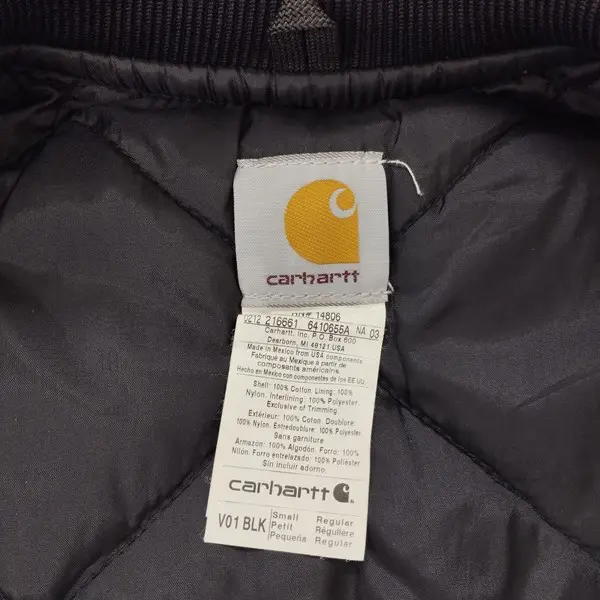 carhartt
RN# 14806
0212 216661 6410655A NA 03
Carhartt, Inc. P.O. Box 600
Dearborn, MI 48121 USA
Made in Mexico from USA components
Fabriqué au Mexique à partir de
composants américains.
Hecho en Mexico con componentes de los EE UU
Shell: 100% Cotton. Lining: 100%
Nylon. Interlining: 100% Polyester.
Exclusive of Trimming
Extérieur: 100% Coton. Doublure:
100% Nylon. Entredoublure: 100% Polyester
Sans garniture
Armazon: 100% Algodón. Forro: 100%
Nilón. Forro entrelazado: 100% Poliéster
Sin incluir adorno.
carhartt
V01 BLK Small Regular
Petit Regular
Pequeña Regular